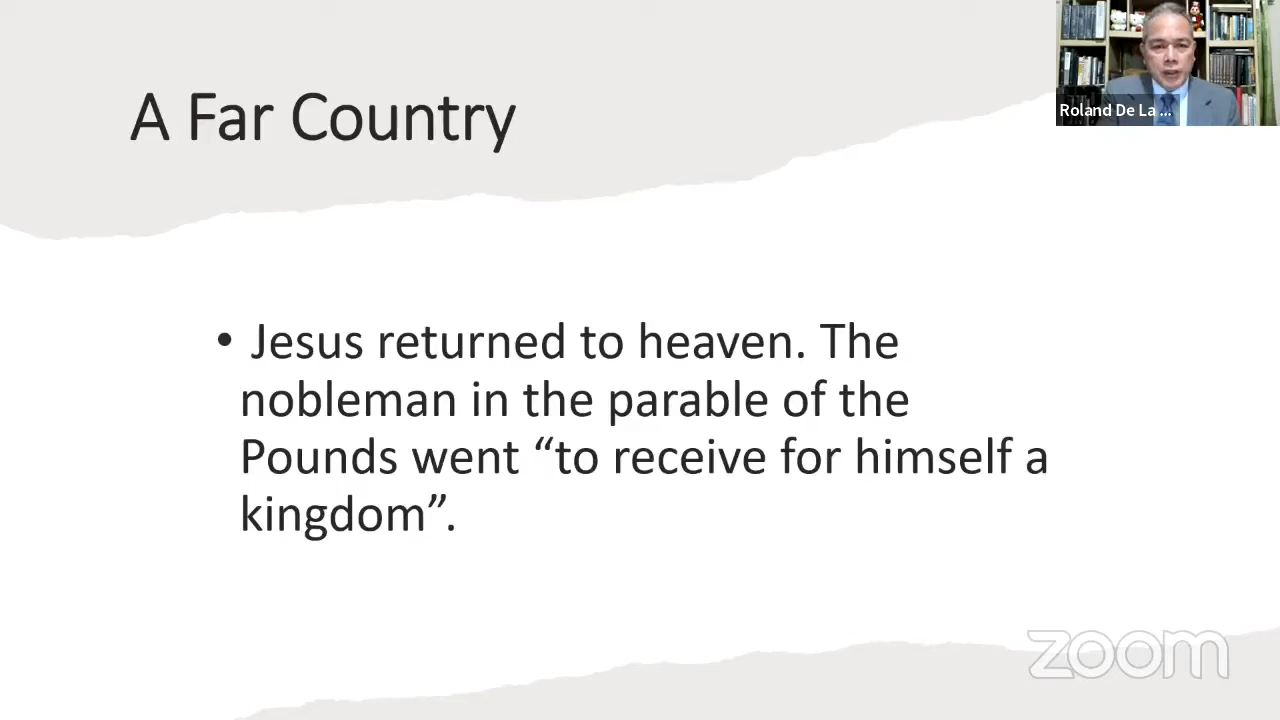 A Far Country
Roland De La ...
• Jesus returned to heaven. The
nobleman in the parable of the
Pounds went “to receive for himself a
kingdom”.
zoom